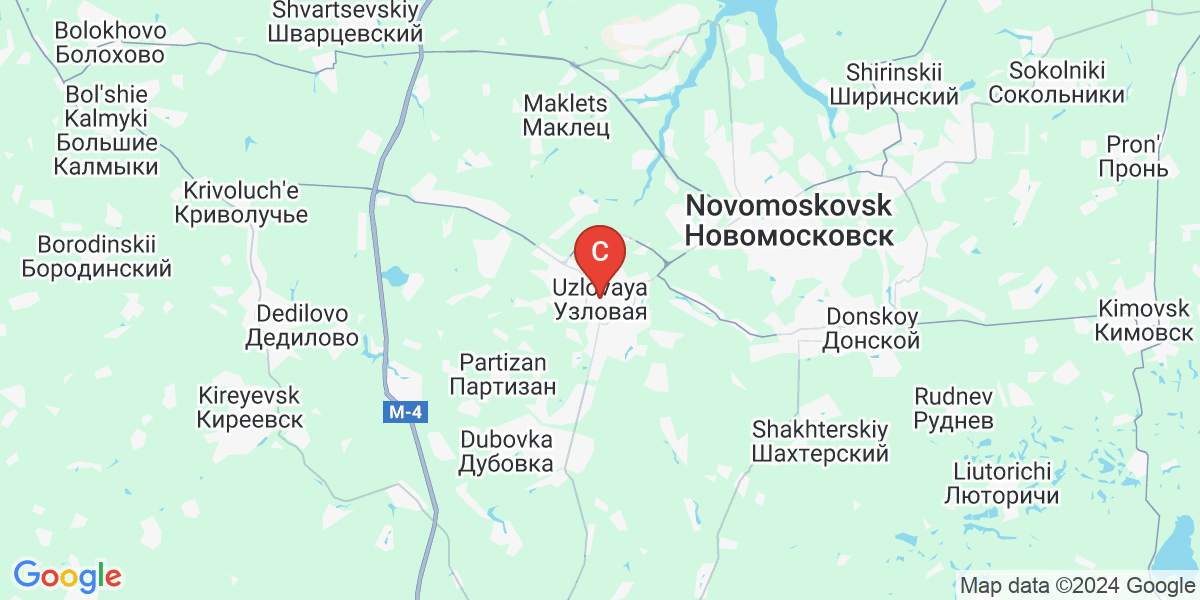 Shvartsevskiy
Шварцевский
Bolokhovo
Болохово
Bol'shie
Kalmyki
Большие
Калмыки
Maklets
Маклец
Shirinskii
Ширинский
Sokolniki
Сокольники
Pron'
Пронь
Krivoluch'e
Криволучье
Novomoskovsk
Новомосковск
Borodinskii
Бородинский
C
Uzlovaya
Узловая
Dedilovo
Дедилово
Donskoy
Донской
Kimovsk
Кимовск
Partizan
Партизан
Kireyevsk
Киреевск
M-4
Rudnev
Руднев
Dubovka
Дубовка
Shakhterskiy
Шахтерский
Liutorichi
Люторичи
Google
Map data ©2024 Google